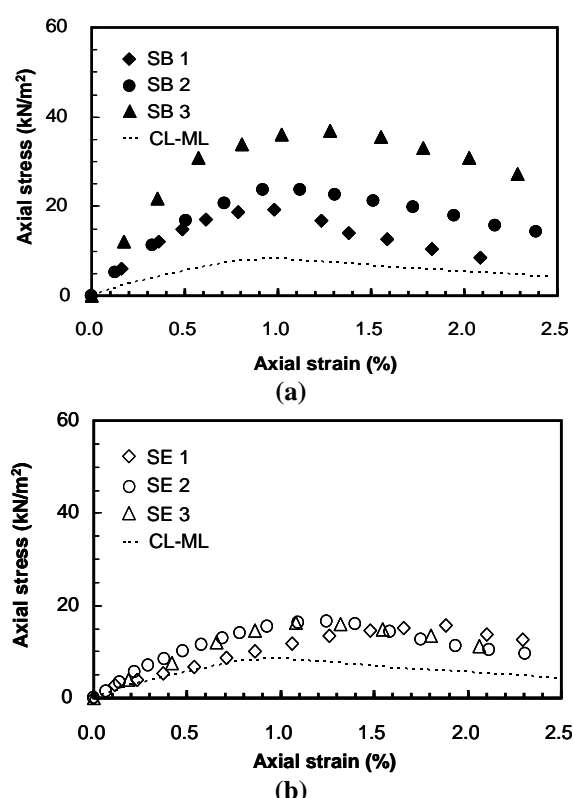 60
40
20
0
Axial stress (kN/m²)
SB 1
SB 2
SB 3
CL-ML
0.0 0.5 1.0 1.5 2.0 2.5
Axial strain (%)
(a)
60
40
20
0
Axial stress (kN/m²)
SE 1
SE 2
SE 3
CL-ML
0.0 0.5 1.0 1.5 2.0 2.5
Axial strain (%)
(b)